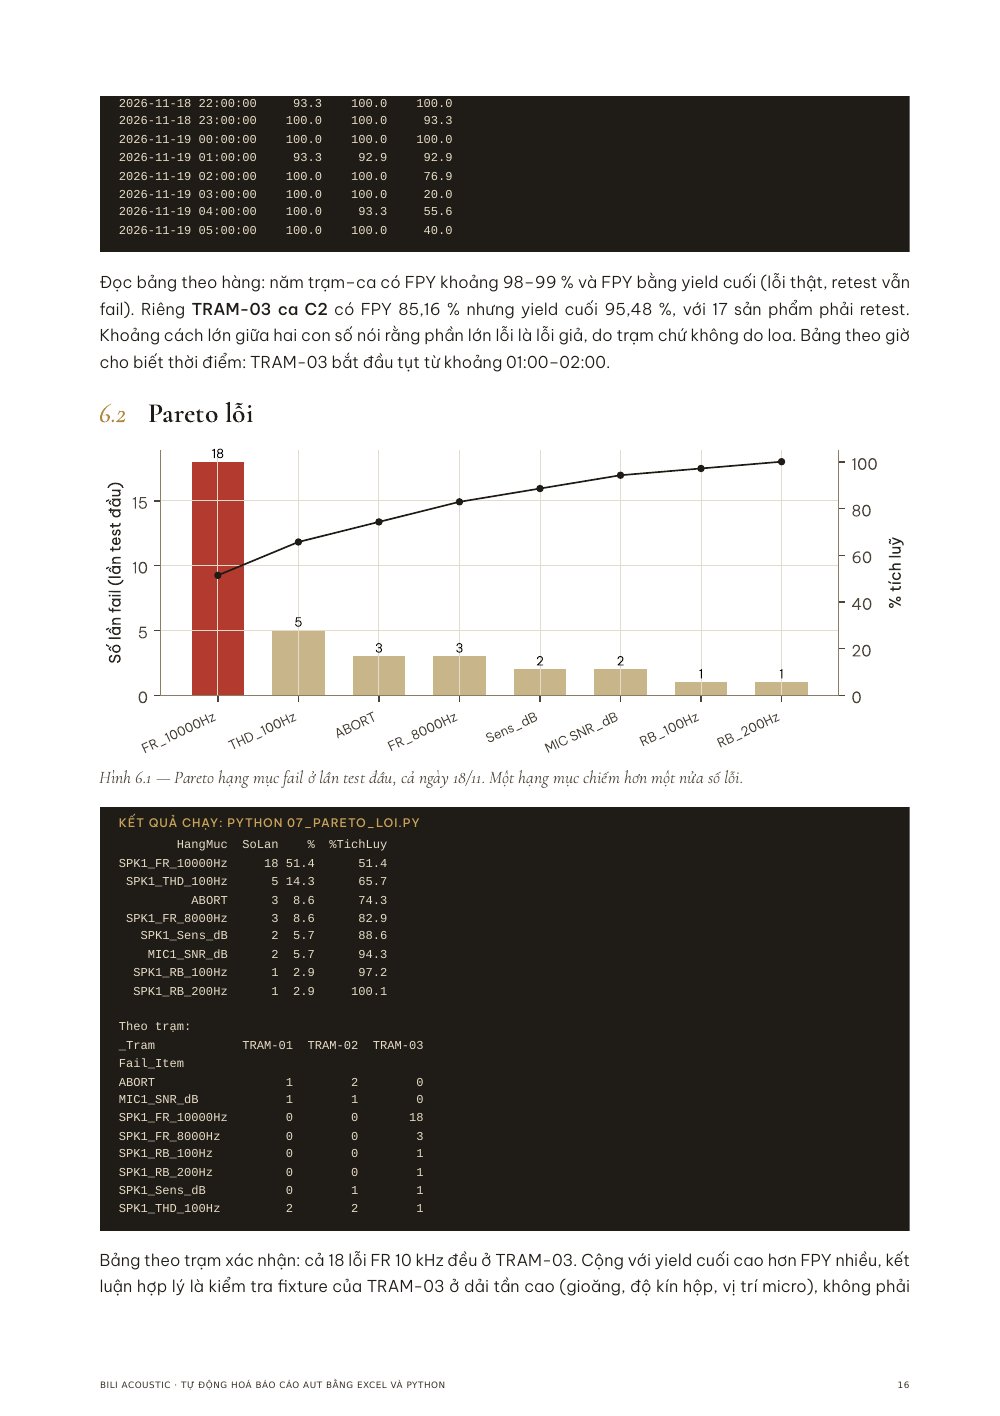 2026-11-18 22:00:00     93.3    100.0    100.0
2026-11-18 23:00:00    100.0    100.0     93.3
2026-11-19 00:00:00    100.0    100.0    100.0
2026-11-19 01:00:00     93.3     92.9     92.9
2026-11-19 02:00:00    100.0    100.0     76.9
2026-11-19 03:00:00    100.0    100.0     20.0
2026-11-19 04:00:00    100.0     93.3     55.6
2026-11-19 05:00:00    100.0    100.0     40.0
Đọc bảng theo hàng: năm trạm–ca có FPY khoảng 98–99 % và FPY bằng yield cuối (lỗi thật, retest vẫn
fail). Riêng TRAM-03 ca C2 có FPY 85,16 % nhưng yield cuối 95,48 %, với 17 sản phẩm phải retest.
Khoảng cách lớn giữa hai con số nói rằng phần lớn lỗi là lỗi giả, do trạm chứ không do loa. Bảng theo giờ
cho biết thời điểm: TRAM-03 bắt đầu tụt từ khoảng 01:00–02:00.
6.2 Pareto lỗi
Số lần fail (lần test đầu)
15
10
5
0
18
5
3
3
2
2
1
1
100
80
60
40
20
0
% tích luỹ
FR_10000Hz
THD_100Hz
ABORT
FR_8000Hz
Sens_dB
MIC SNR_dB
RB_100Hz
RB_200Hz
Hình 6.1 — Pareto hạng mục fail ở lần test đầu, cả ngày 18/11. Một hạng mục chiếm hơn một nửa số lỗi.
KẾT QUẢ CHẠY: PYTHON 07_PARETO_LOI.PY
HangMuc  SoLan    %  %TichLuy
SPK1_FR_10000Hz     18 51.4      51.4
SPK1_THD_100Hz      5 14.3      65.7
ABORT      3  8.6      74.3
SPK1_FR_8000Hz      3  8.6      82.9
SPK1_Sens_dB      2  5.7      88.6
MIC1_SNR_dB      2  5.7      94.3
SPK1_RB_100Hz      1  2.9      97.2
SPK1_RB_200Hz      1  2.9     100.1
Theo trạm:
_Tram            TRAM-01  TRAM-02  TRAM-03
Fail_Item
ABORT                  1        2        0
MIC1_SNR_dB            1        1        0
SPK1_FR_10000Hz        0        0       18
SPK1_FR_8000Hz         0        0        3
SPK1_RB_100Hz          0        0        1
SPK1_RB_200Hz          0        0        1
SPK1_Sens_dB           0        1        1
SPK1_THD_100Hz         2        2        1
Bảng theo trạm xác nhận: cả 18 lỗi FR 10 kHz đều ở TRAM-03. Cộng với yield cuối cao hơn FPY nhiều, kết
luận hợp lý là kiểm tra fixture của TRAM-03 ở dải tần cao (gioăng, độ kín hộp, vị trí micro), không phải
BILI ACOUSTIC · TỰ ĐỘNG HOÁ BÁO CÁO AUT BẰNG EXCEL VÀ PYTHON
16